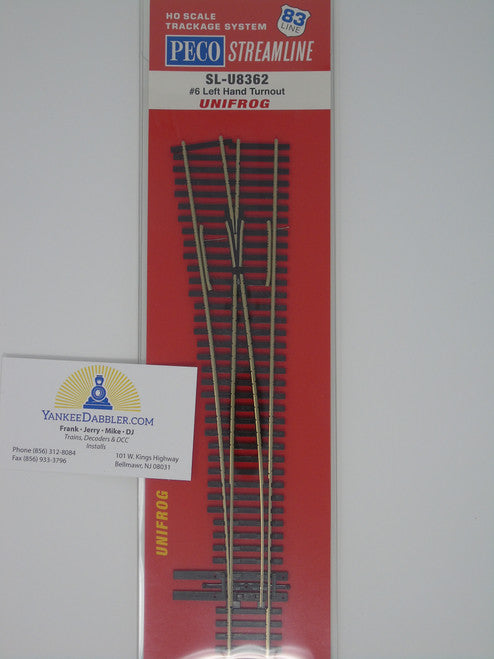 HO SCALE
TRACKAGE SYSTEM
83
LINE
PECO STREAMLINE
SL-U8362
#6 Left Hand Turnout
UNIFROG
YANKEEDABBLER.COM
Frank • Jerry • Mike • DJ
Trains, Decoders & DCC
Installs
Phone (856) 312-8084
Fax (856) 933-3796
101 W. Kings Highway
Bellmawr, NJ 08031
UNIFROG